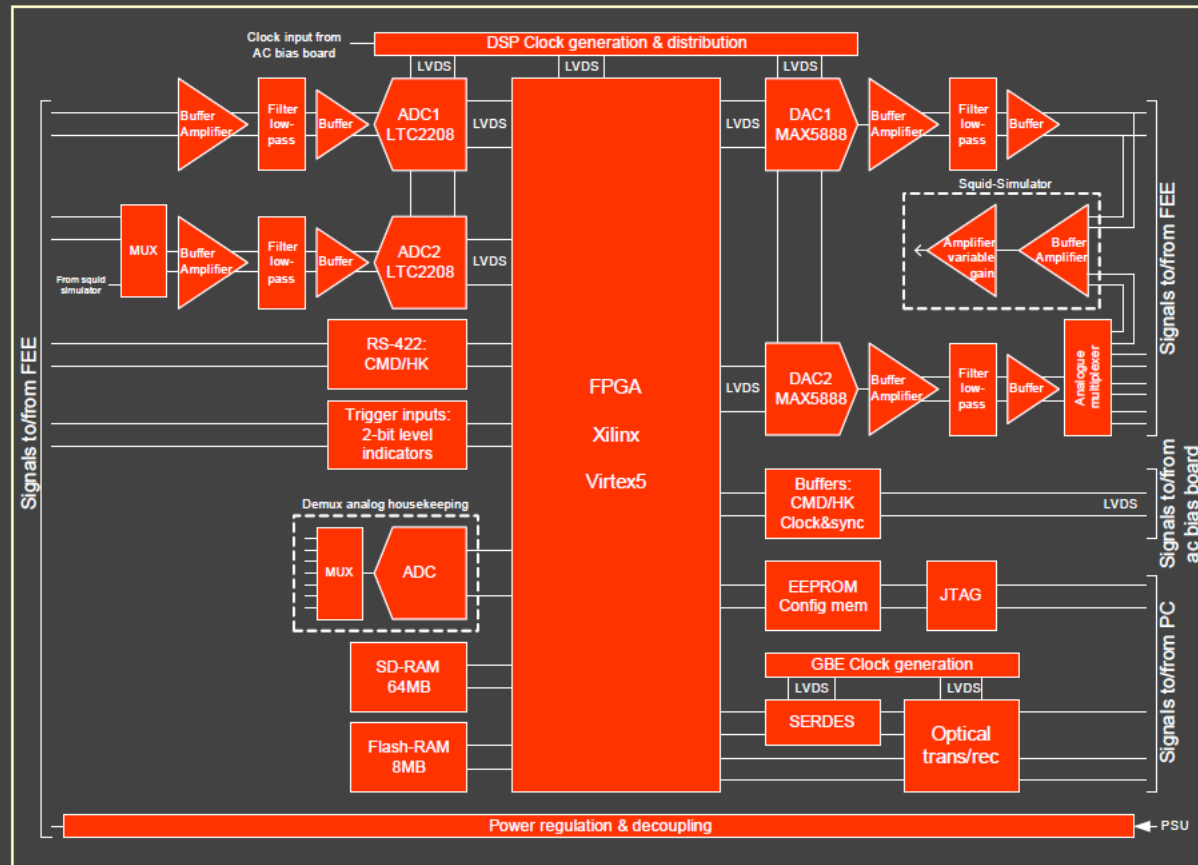 Clock input from
AC bias board
DSP Clock generation & distribution
LVDS
LVDS
LVDS
Buffer
Amplifier
Filter
low-
pass
Buffer
ADC1
LTC2208
LVDS
LVDS
DAC1
MAX5888
Buffer
Amplifier
Filter
low-
pass
Buffer
Squid-Simulator
Amplifier
variable
gain
Buffer
Amplifier
MUX
From squid
simulator
Buffer
Amplifier
Filter
low-
pass
Buffer
ADC2
LTC2208
LVDS
Signals to/from FEE
Signals to/from FEE
RS-422:
CMD/HK
Trigger inputs:
2-bit level
indicators
FPGA
Xilinx
Virtex5
LVDS
DAC2
MAX5888
Buffer
Amplifier
Filter
low-
pass
Buffer
Analogue
multiplexer
Demux analog housekeeping
MUX
ADC
Buffers:
CMD/HK
Clock&sync
LVDS
Signals to/from
ac bias board
EEPROM
Config mem
JTAG
SD-RAM
64MB
Flash-RAM
8MB
GBE Clock generation
LVDS
LVDS
SERDES
Optical
trans/rec
Signals to/from PC
Power regulation & decoupling
PSU